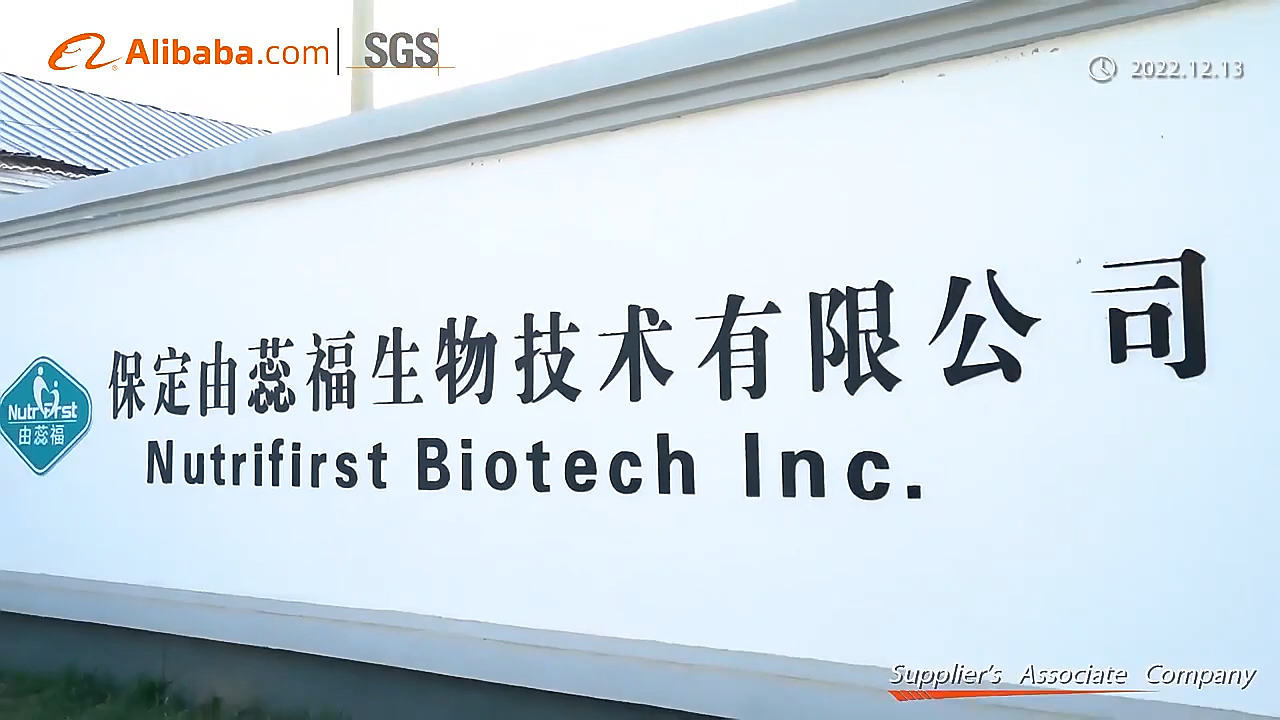 Alibaba.com
SGS
2022.12.13
保定由蕊福生物技术有限公司
Nutrifirst
由蕊福
Nutrifirst Biotech Inc.
Supplier's Associate Company